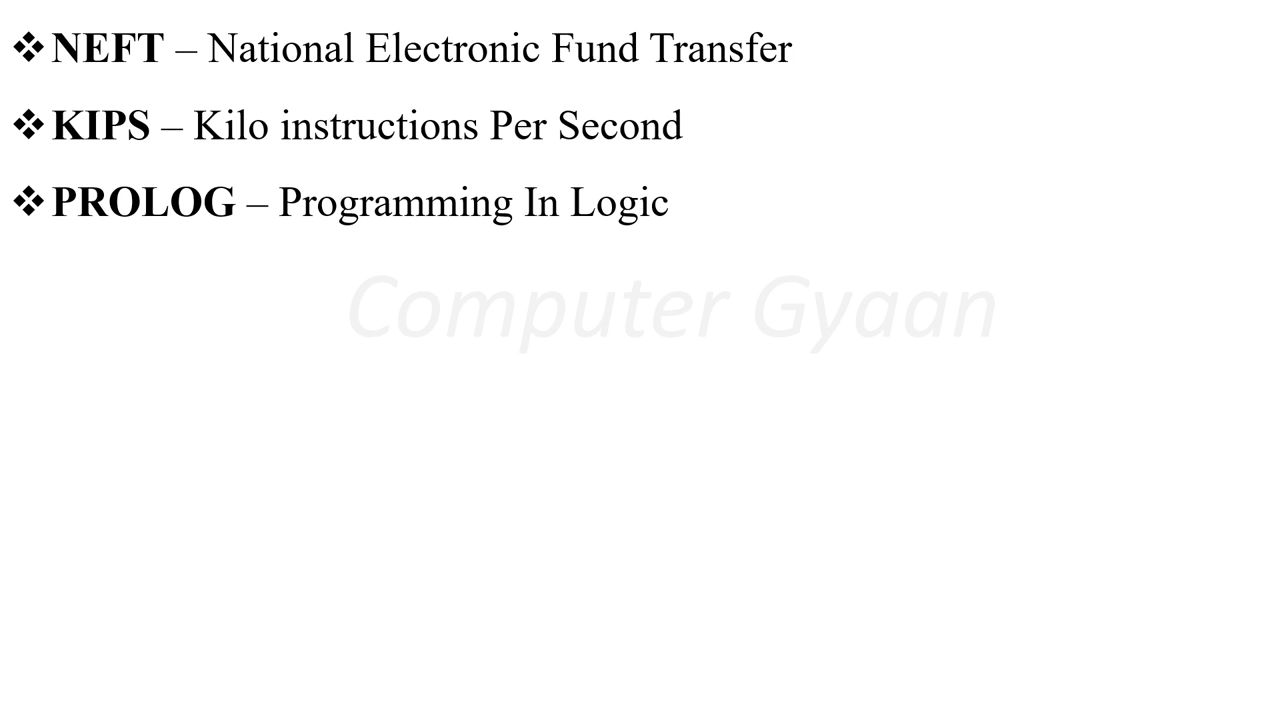 ❖ NEFT – National Electronic Fund Transfer
❖ KIPS – Kilo instructions Per Second
❖ PROLOG – Programming In Logic
Computer Gyaan